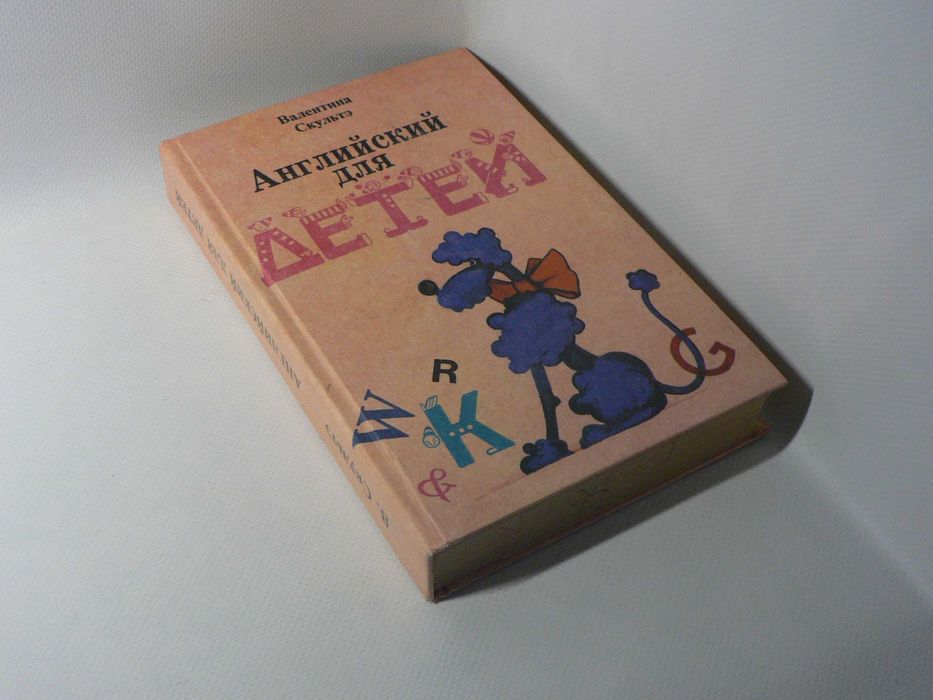 Валентина
Скультэ
Английский
для
ДЕТЕЙ
W
R
K
&
G
В. Скультэ
Английский для детей